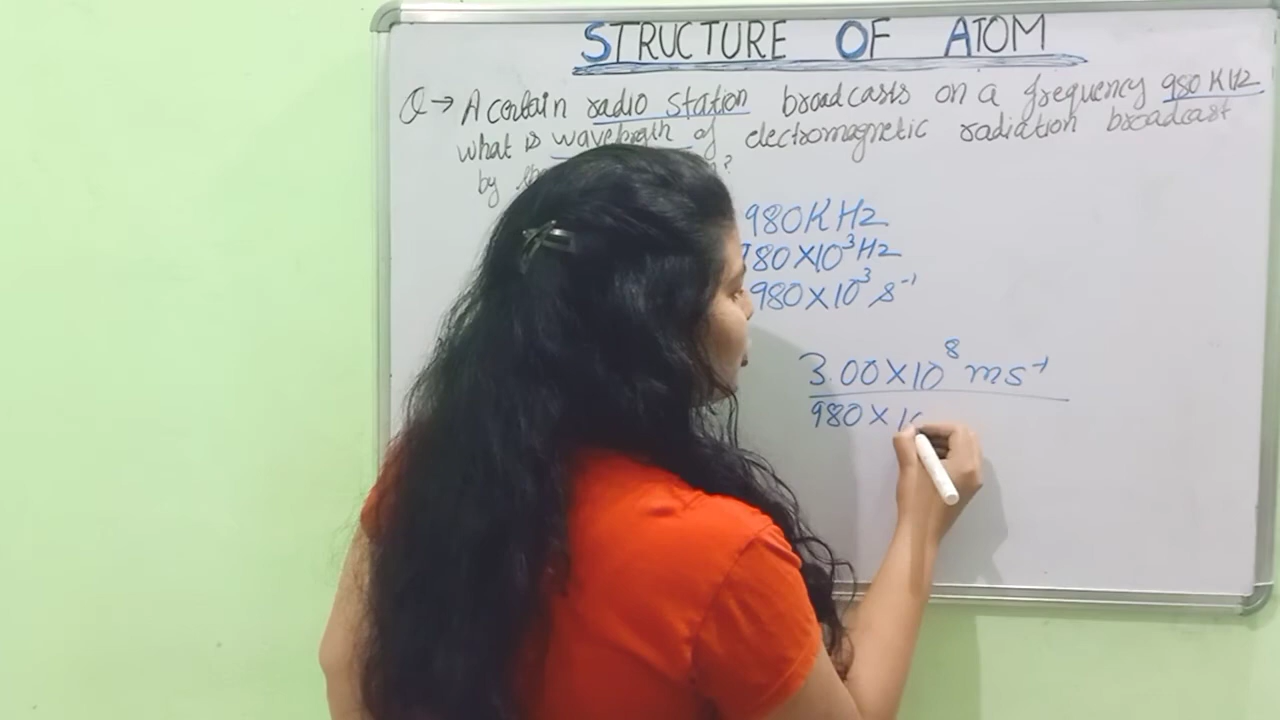 STRUCTURE OF ATOM
Q→ A certain radio station broadcasts on a frequency 980 KHz
what is wavelength of electromagnetic radiation broadcast
by
980KHz
980×10³Hz
980×10³ s⁻¹
3.00×10⁸ ms⁻¹
980×10